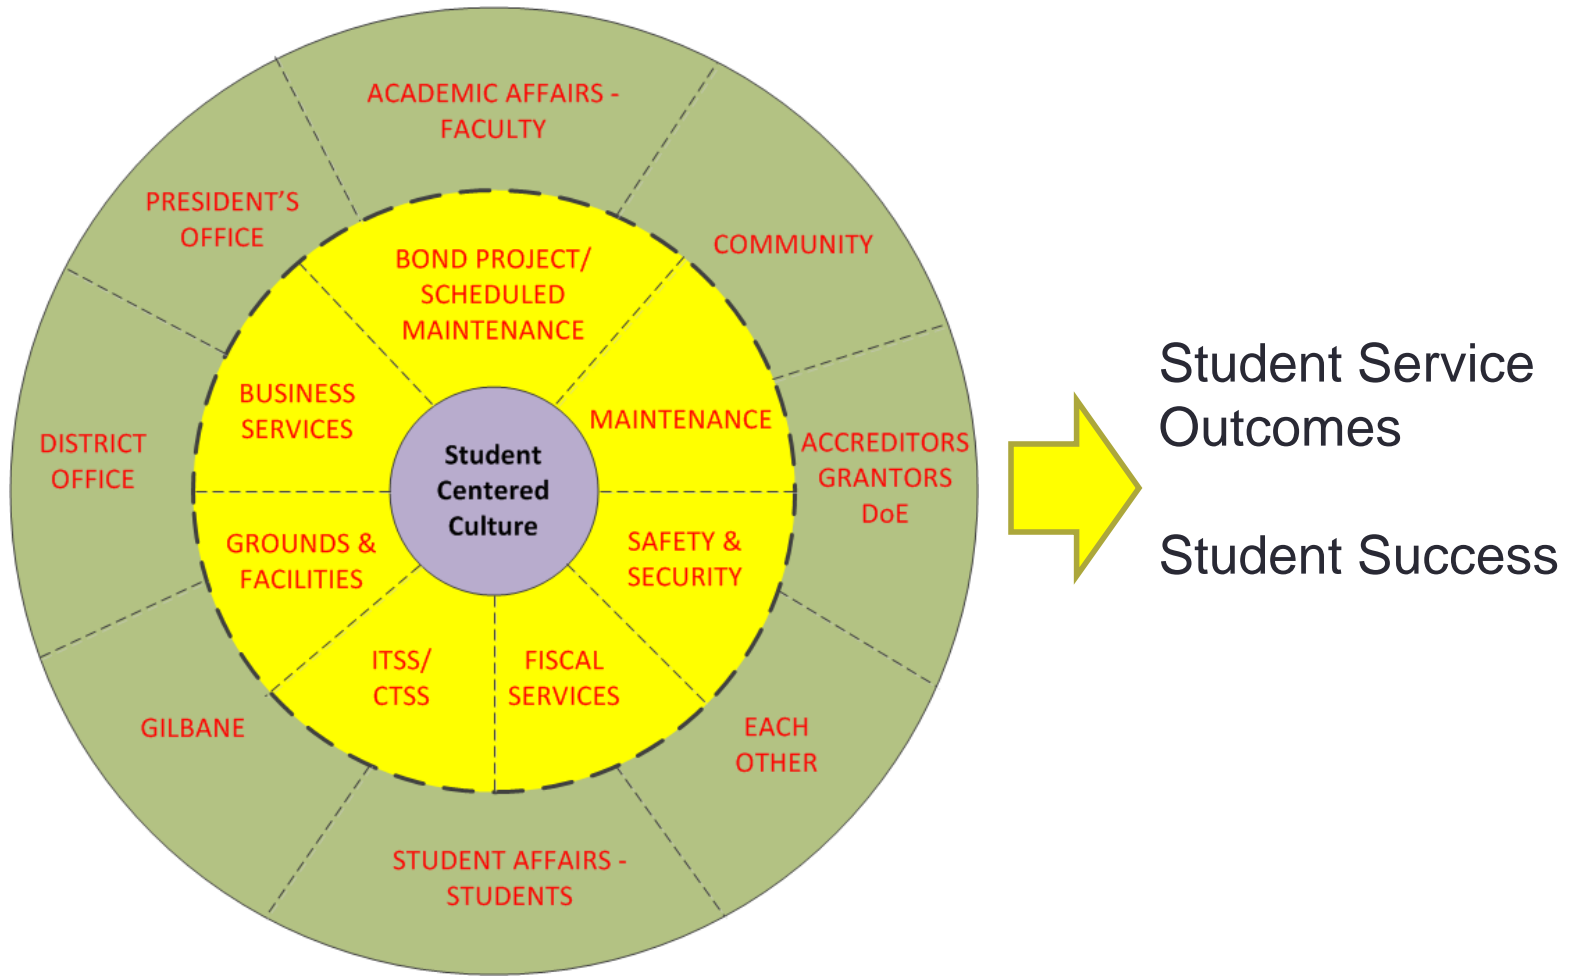 ACADEMIC AFFAIRS -
FACULTY
PRESIDENT’S
OFFICE
COMMUNITY
DISTRICT
OFFICE
ACCREDITORS
GRANTORS
DoE
GILBANE
EACH
OTHER
STUDENT AFFAIRS -
STUDENTS
BOND PROJECT/
SCHEDULED
MAINTENANCE
BUSINESS
SERVICES
MAINTENANCE
GROUNDS &
FACILITIES
SAFETY &
SECURITY
ITSS/
CTSS
FISCAL
SERVICES
Student
Centered
Culture
Student Service
Outcomes
Student Success